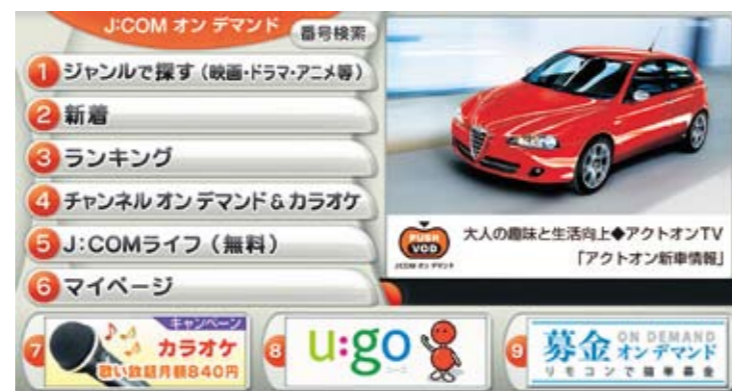 J:COM オン デマンド
番号検索
1 ジャンルで探す（映画・ドラマ・アニメ等）
2 新着
3 ランキング
4 チャンネル オン デマンド & カラオケ
5 J:COMライフ（無料）
6 マイページ
PUSH
VOD
J:COM オン デマンド
大人の趣味と生活向上◆アクトオンTV
「アクトオン新車情報」
7
キャンペーン
カラオケ
歌い放題月額840円
8 u:go
9 募金 ON DEMAND
オンデマンド
リモコンで簡単募金